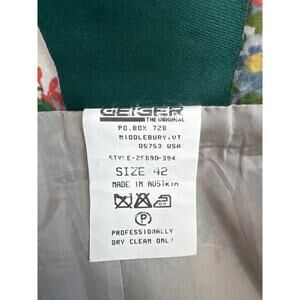 GEIGER
THE ORIGINAL
PO.BOX 728
MIDDLEBURY.VT
05753 USA
STYLE-25690-394
SIZE 42
MADE IN AUSTRIA
P
PROFESSIONALLY
DRY CLEAN ONLY